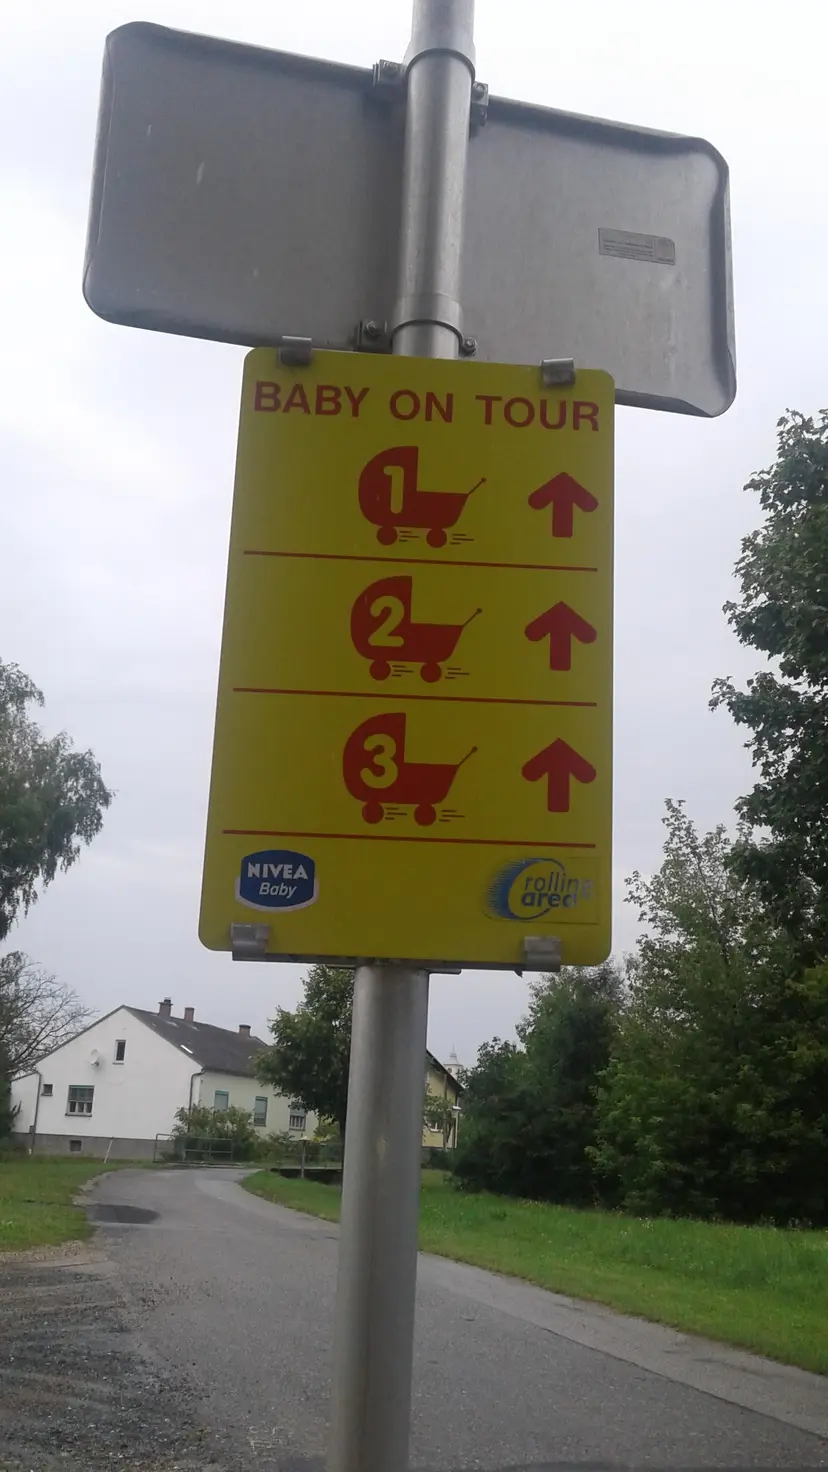 BABY ON TOUR
1
2
3
NIVEA
Baby
rolling
area